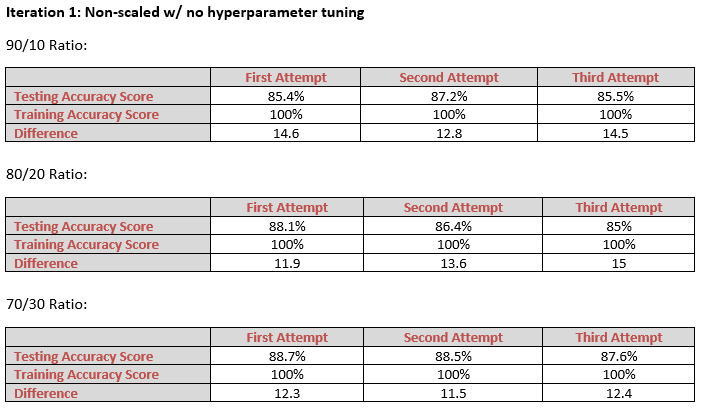 Iteration 1: Non-scaled w/ no hyperparameter tuning
90/10 Ratio:
First Attempt Second Attempt Third Attempt
Testing Accuracy Score 85.4% 87.2% 85.5%
Training Accuracy Score 100% 100% 100%
Difference 14.6 12.8 14.5
80/20 Ratio:
First Attempt Second Attempt Third Attempt
Testing Accuracy Score 88.1% 86.4% 85%
Training Accuracy Score 100% 100% 100%
Difference 11.9 13.6 15
70/30 Ratio:
First Attempt Second Attempt Third Attempt
Testing Accuracy Score 88.7% 88.5% 87.6%
Training Accuracy Score 100% 100% 100%
Difference 12.3 11.5 12.4